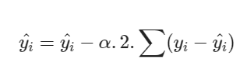 ŷᵢ = ŷᵢ − α. 2. ∑(yᵢ − ŷᵢ)